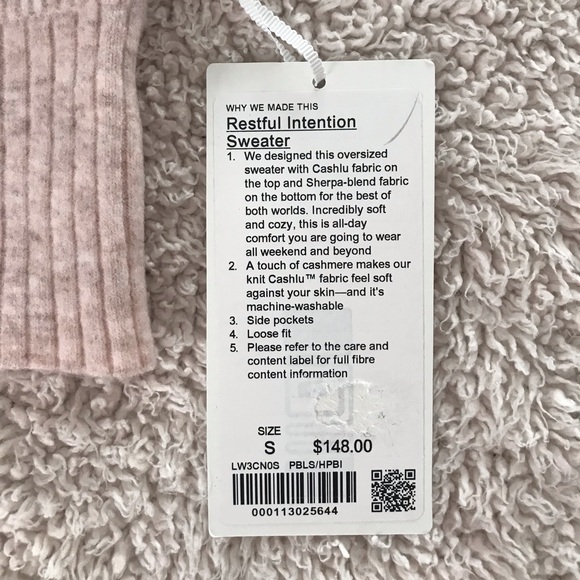 WHY WE MADE THIS
Restful Intention
Sweater
1. We designed this oversized
sweater with Cashlu fabric on
the top and Sherpa-blend fabric
on the bottom for the best of
both worlds. Incredibly soft
and cozy, this is all-day
comfort you are going to wear
all weekend and beyond
2. A touch of cashmere makes our
knit Cashlu™ fabric feel soft
against your skin—and it's
machine-washable
3. Side pockets
4. Loose fit
5. Please refer to the care and
content label for full fibre
content information
SIZE
S $148.00
LW3CN0S PBLS/HPBI
000113025644